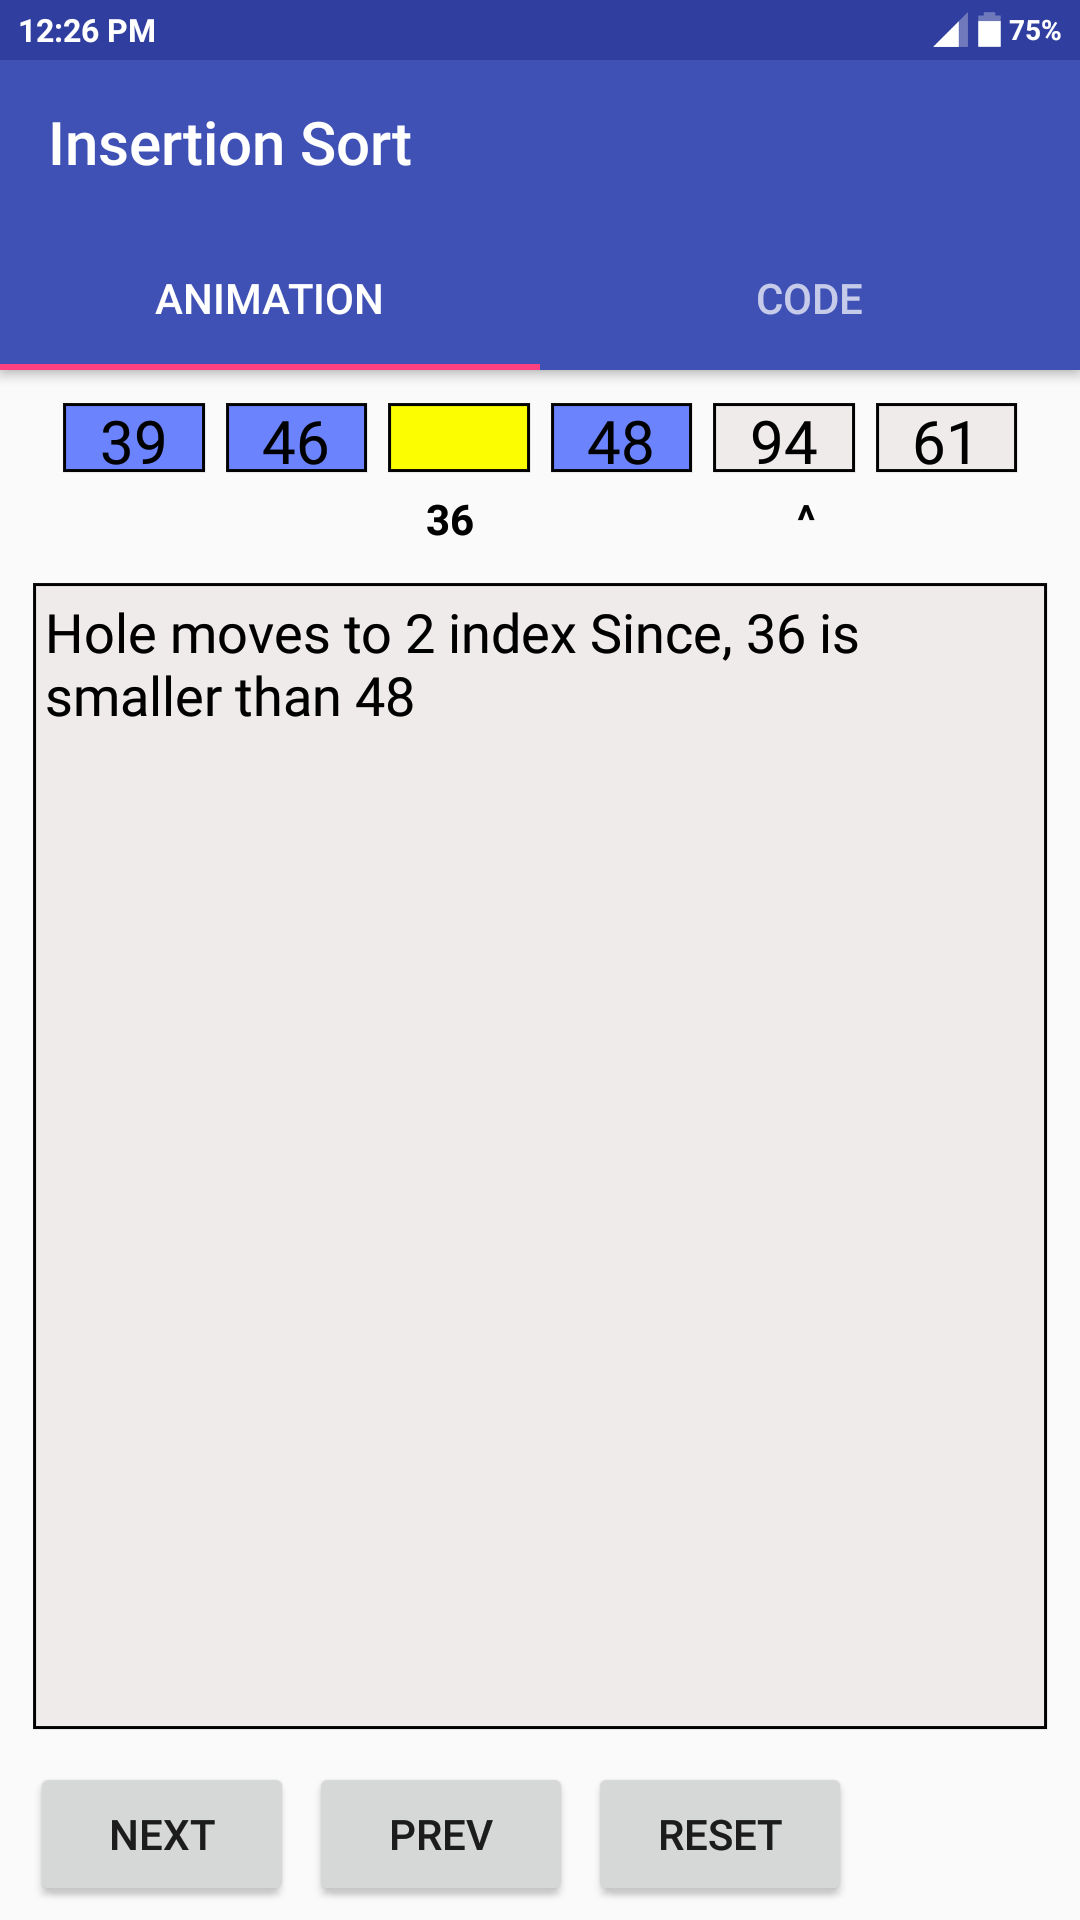 12:26 PM 75%
Insertion Sort
ANIMATION CODE
39 46 48 94 61
36 ^
Hole moves to 2 index Since, 36 is
smaller than 48
NEXT PREV RESET